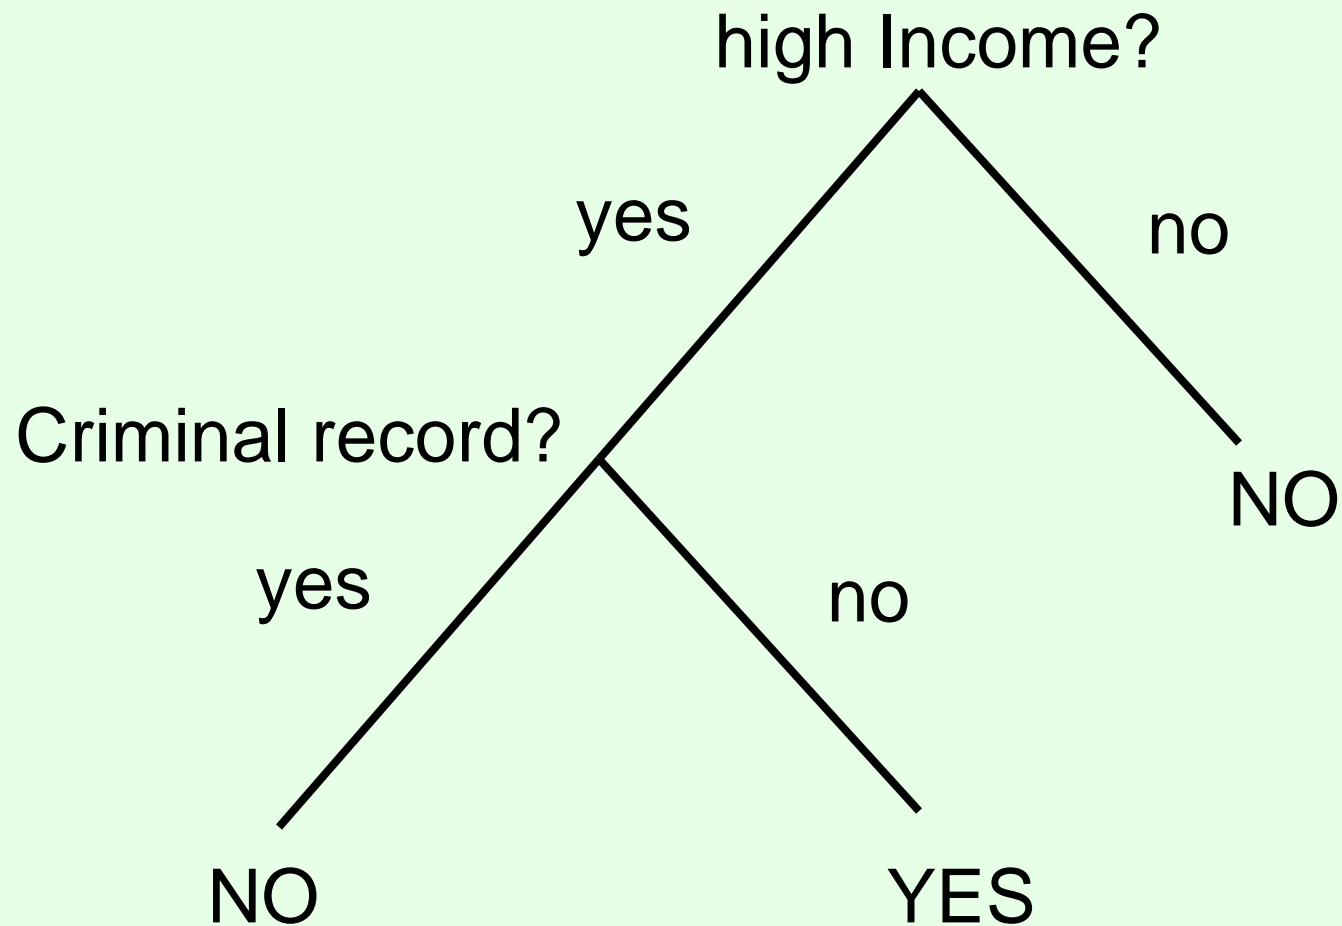 high Income?
yes
no
Criminal record?
NO
yes
no
NO
YES